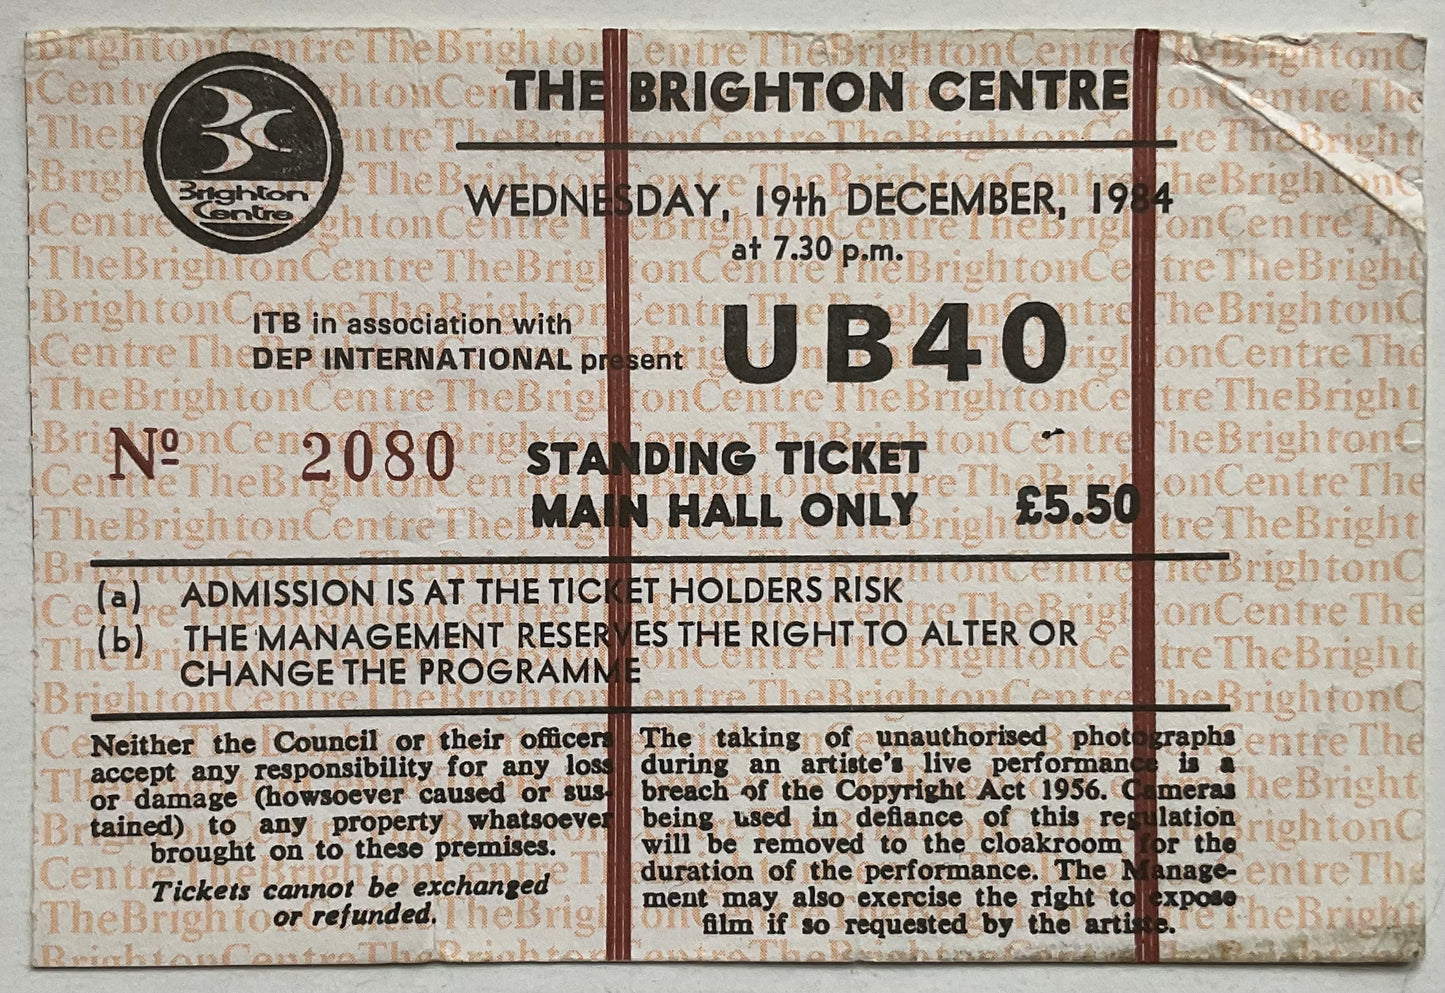 Brighton
Centre
THE BRIGHTON CENTRE
WEDNESDAY, 19th DECEMBER, 1984
at 7.30 p.m.
ITB in association with
DEP INTERNATIONAL present
UB40
Nº 2080
STANDING TICKET
MAIN HALL ONLY £5.50
(a) ADMISSION IS AT THE TICKET HOLDERS RISK
(b) THE MANAGEMENT RESERVES THE RIGHT TO ALTER OR
CHANGE THE PROGRAMME
Neither the Council or their officers
accept any responsibility for any loss
or damage (howsoever caused or sus-
tained) to any property whatsoever
brought on to these premises.
Tickets cannot be exchanged
or refunded.
The taking of unauthorised photographs
during an artiste's live performance is a
breach of the Copyright Act 1956. Cameras
being used in defiance of this regulation
will be removed to the cloakroom for the
duration of the performance. The Manage-
ment may also exercise the right to expose
film if so requested by the artiste.